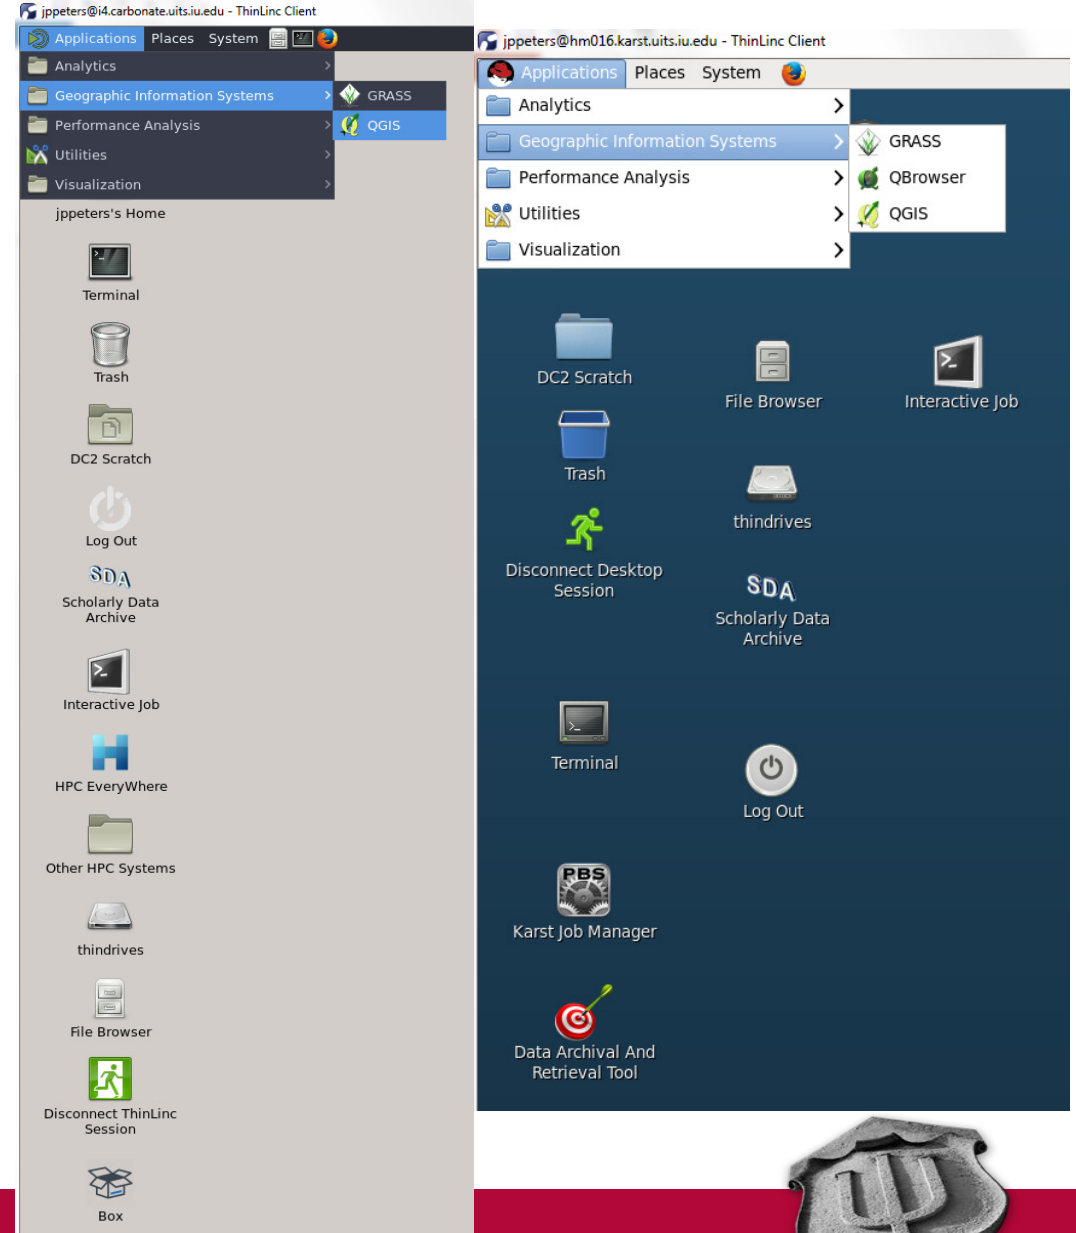 jppeters@i4.carbonate.uits.iu.edu - ThinLinc Client
Applications Places System
Analytics
Geographic Information Systems
GRASS
Performance Analysis
QGIS
Utilities
Visualization
jppeters's Home
Terminal
Trash
DC2 Scratch
Log Out
SDA
Scholarly Data
Archive
Interactive Job
HPC EveryWhere
Other HPC Systems
thindrives
File Browser
Disconnect ThinLinc
Session
Box
jppeters@hm016.karst.uits.iu.edu - ThinLinc Client
Applications Places System
Analytics
Geographic Information Systems
GRASS
Performance Analysis
QBrowser
Utilities
QGIS
Visualization
DC2 Scratch
File Browser
Interactive Job
Trash
thindrives
Disconnect Desktop
Session
SDA
Scholarly Data
Archive
Terminal
Log Out
PBS
Karst Job Manager
Data Archival And
Retrieval Tool